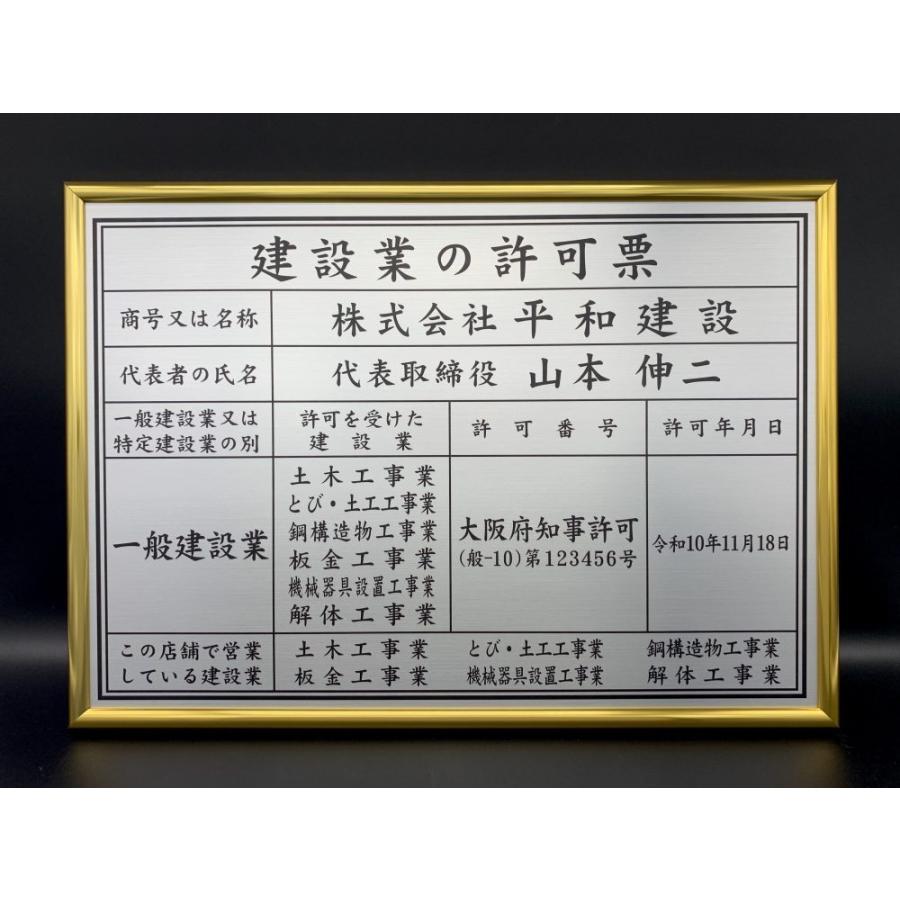 建設業の許可票
商号又は名称
株式会社平和建設
代表者の氏名
代表取締役 山本 伸二
一般建設業又は
特定建設業の別
許可を受けた
建設業
許可番号
許可年月日
一般建設業
土木工事業
とび・土工工事業
鋼構造物工事業
板金工事業
機械器具設置工事業
解体工事業
大阪府知事許可
(般-10)第123456号
令和10年11月18日
この店舗で営業
している建設業
土木工事業 とび・土工工事業 鋼構造物工事業
板金工事業 機械器具設置工事業 解体工事業